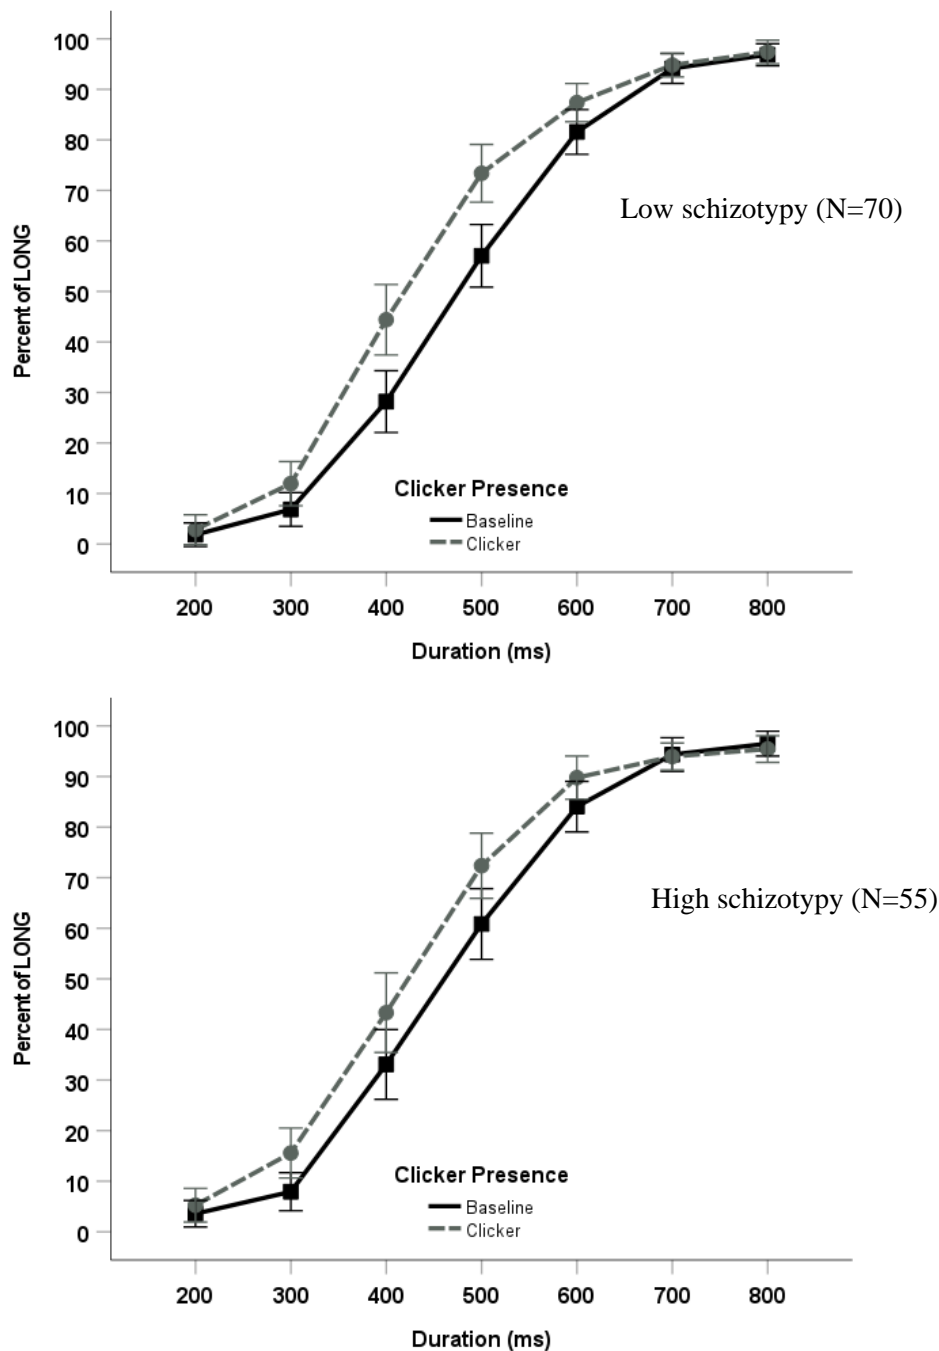 100
90
80
70
60
50
40
30
20
10
0
Percent of LONG
Low schizotypy (N=70)
Clicker Presence
Baseline
Clicker
200 300 400 500 600 700 800
Duration (ms)
100
90
80
70
60
50
40
30
20
10
0
Percent of LONG
High schizotypy (N=55)
Clicker Presence
Baseline
Clicker
200 300 400 500 600 700 800
Duration (ms)